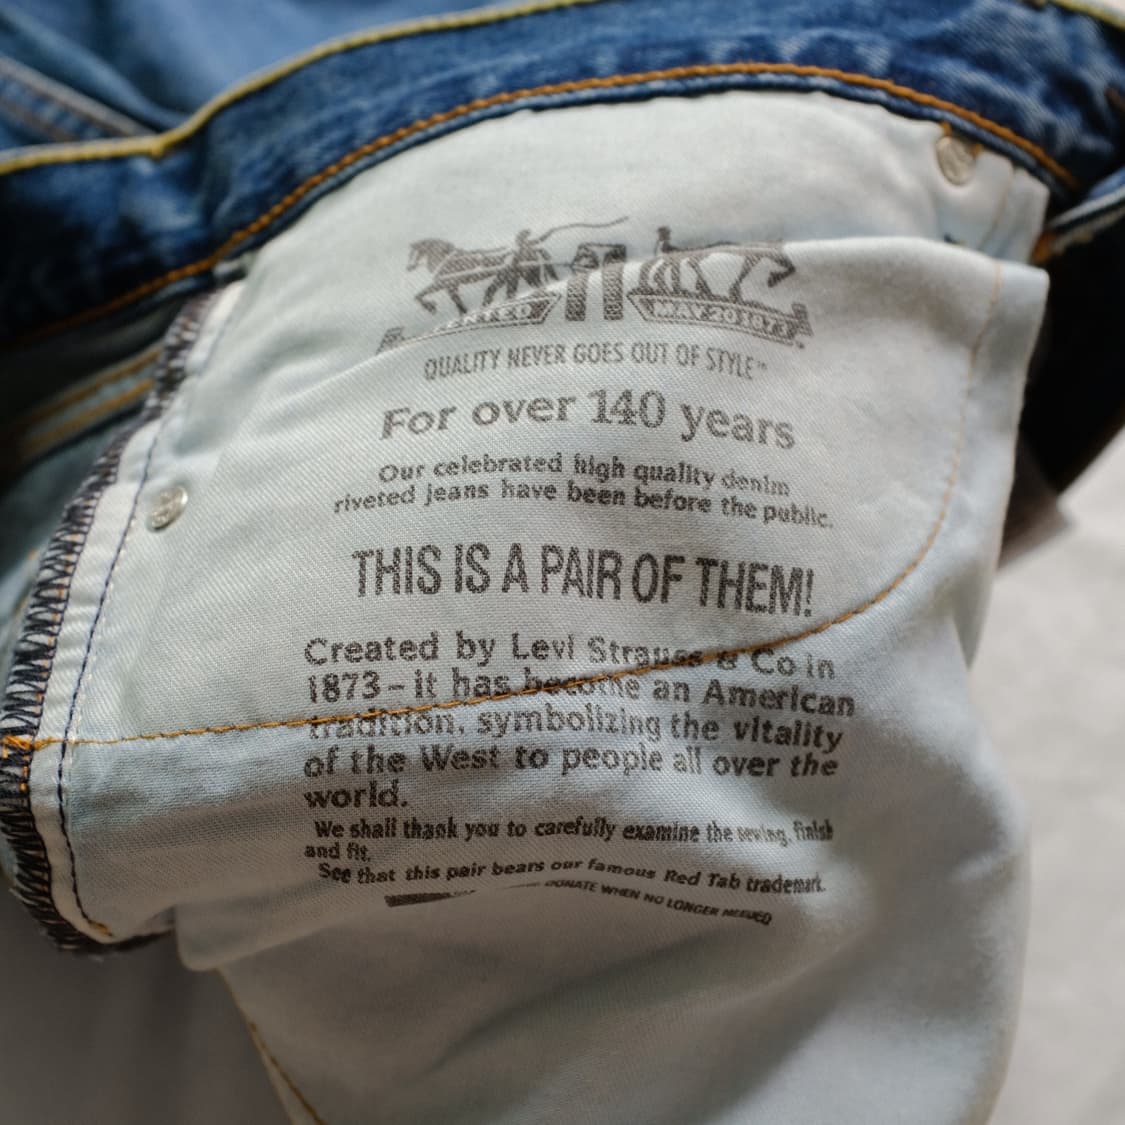 MAY 20 1873
QUALITY NEVER GOES OUT OF STYLE™
For over 140 years
Our celebrated high quality denim
riveted jeans have been before the public.
THIS IS A PAIR OF THEM!
Created by Levi Strauss & Co in
1873 – it has become an American
tradition, symbolizing the vitality
of the West to people all over the
world.
We shall thank you to carefully examine the sewing, finish
and fit.
See that this pair bears our famous Red Tab trademark.
DONATE WHEN NO LONGER NEEDED